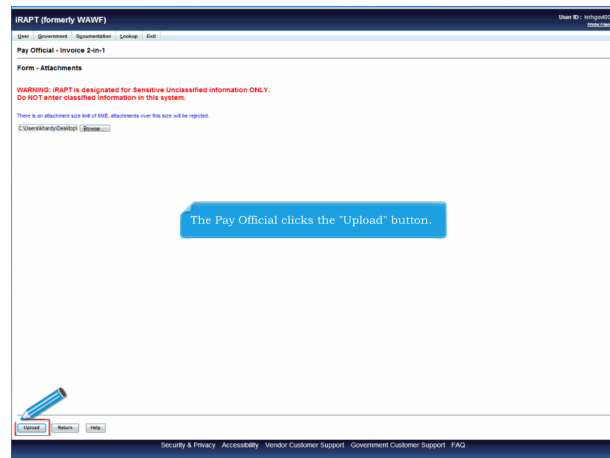 iRAPT (formerly WAWF)
User Government Documentation Lookup Exit
Pay Official - Invoice 2-in-1
Form - Attachments
WARNING: iRAPT is designated for Sensitive Unclassified information ONLY.
Do NOT enter classified information in this system.
There is an attachment size limit of 6MB, attachments over this size will be rejected.
C:\Users\khardy\Desktop\ Browse...
The Pay Official clicks the "Upload" button.
Upload Return Help
Security & Privacy Accessibility Vendor Customer Support Government Customer Support FAQ